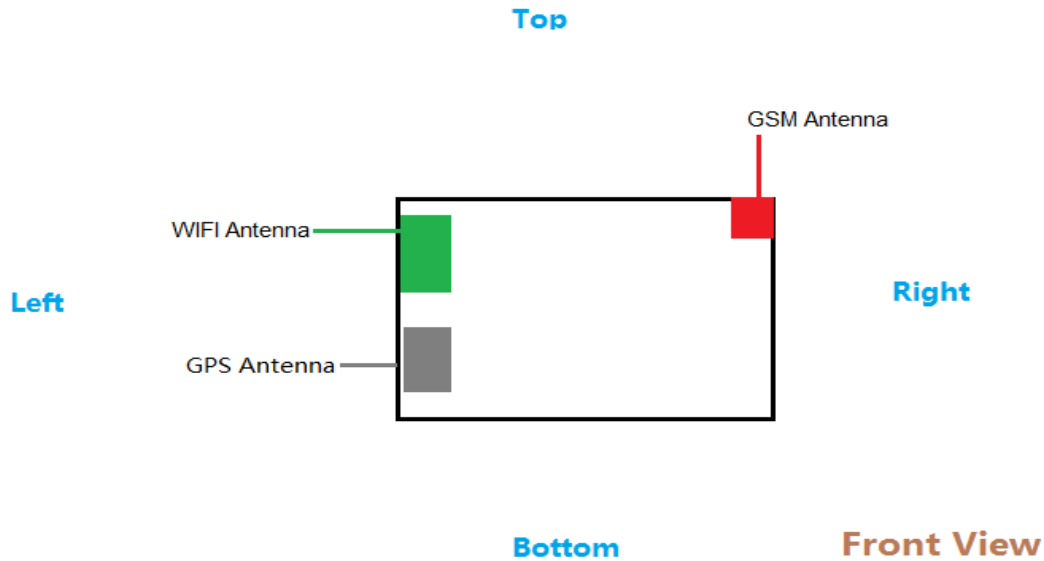 Top
GSM Antenna
WIFI Antenna
Left
Right
GPS Antenna
Bottom
Front View